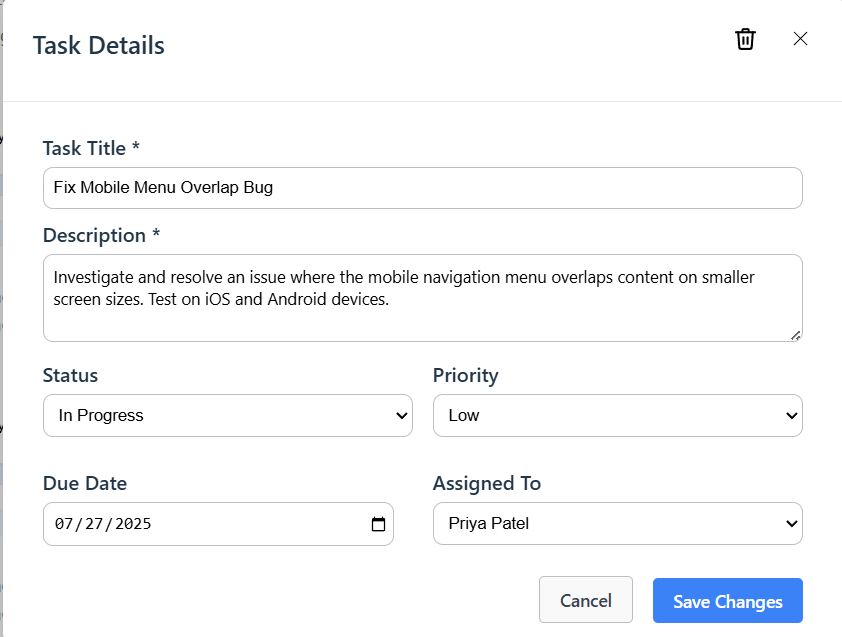 Task Details
Task Title *
Fix Mobile Menu Overlap Bug
Description *
Investigate and resolve an issue where the mobile navigation menu overlaps content on smaller
screen sizes. Test on iOS and Android devices.
Status
Priority
In Progress
Low
Due Date
Assigned To
07/27/2025
Priya Patel
Cancel
Save Changes